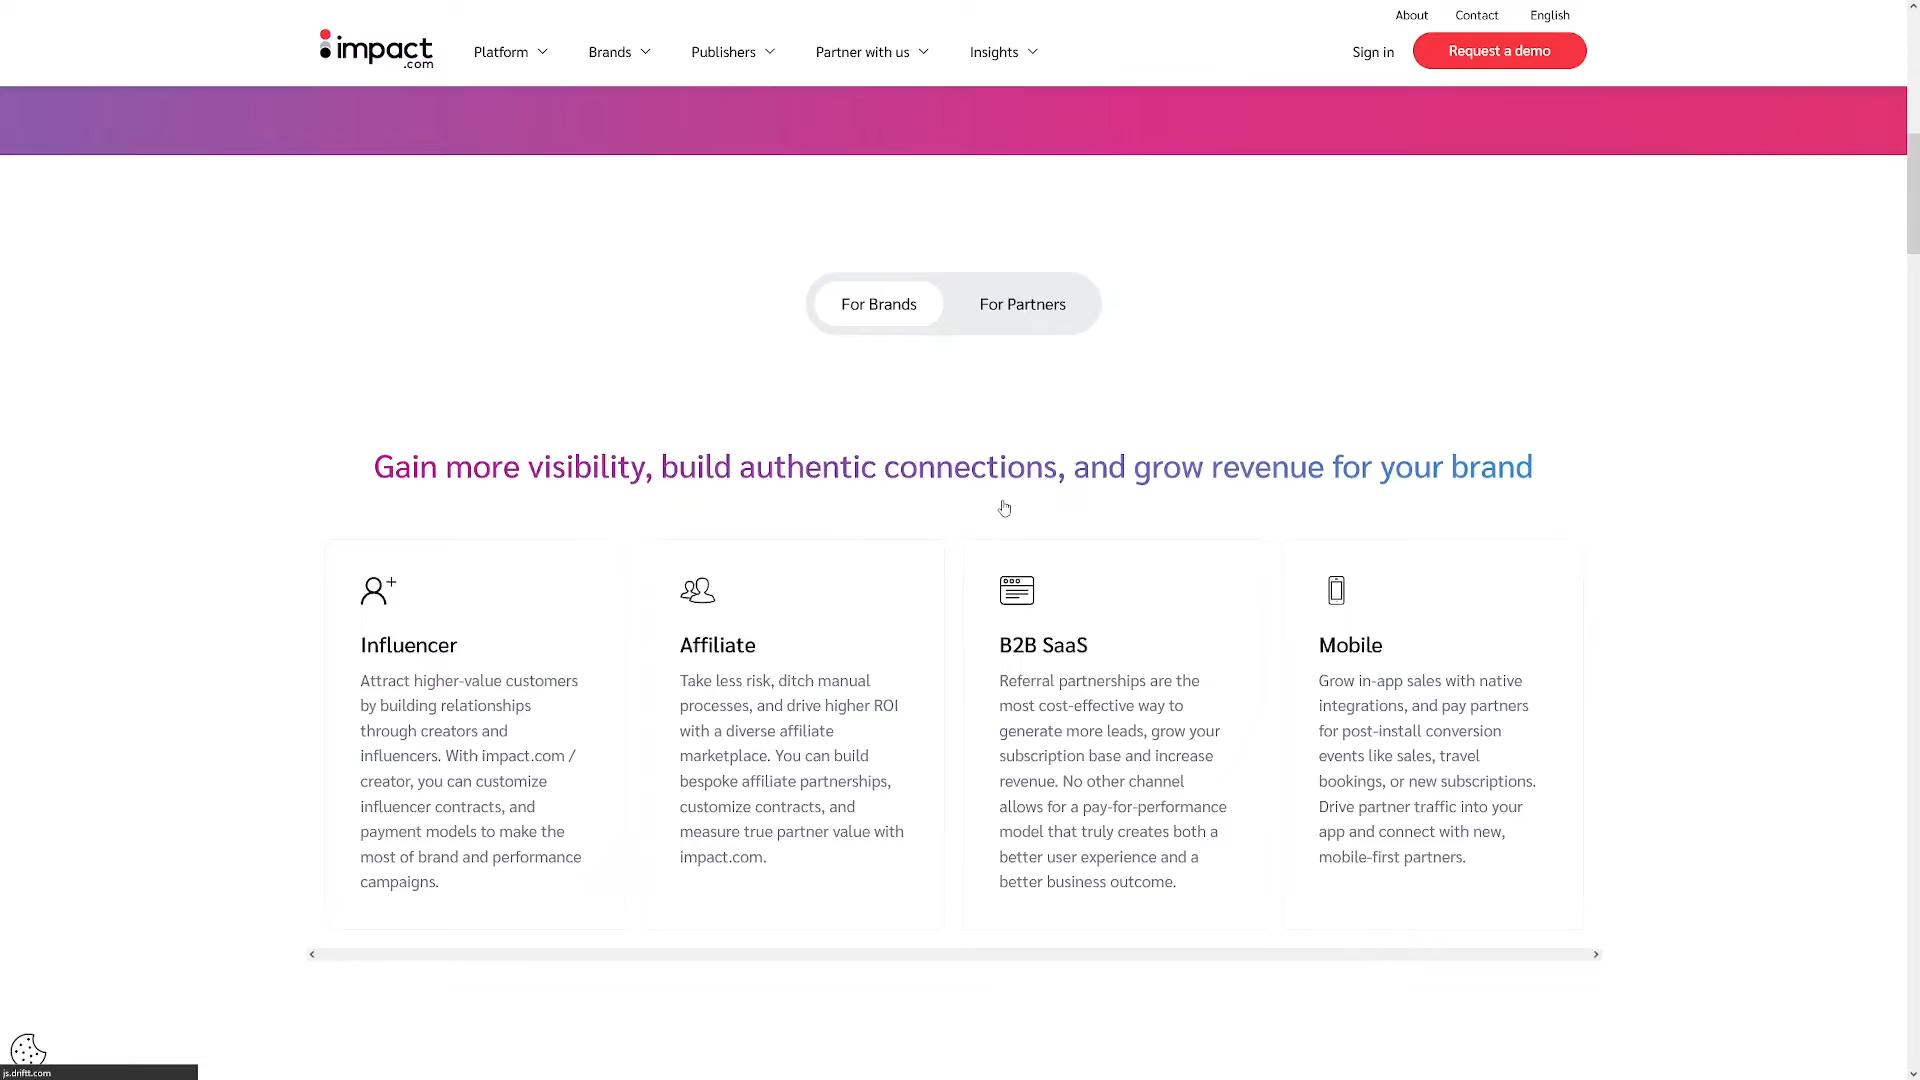 About Contact English
impact
.com
Platform Brands Publishers Partner with us Insights Sign in Request a demo
For Brands For Partners
Gain more visibility, build authentic connections, and grow revenue for your brand
Influencer
Attract higher-value customers
by building relationships
through creators and
influencers. With impact.com /
creator, you can customize
influencer contracts, and
payment models to make the
most of brand and performance
campaigns.
Affiliate
Take less risk, ditch manual
processes, and drive higher ROI
with a diverse affiliate
marketplace. You can build
bespoke affiliate partnerships,
customize contracts, and
measure true partner value with
impact.com.
B2B SaaS
Referral partnerships are the
most cost-effective way to
generate more leads, grow your
subscription base and increase
revenue. No other channel
allows for a pay-for-performance
model that truly creates both a
better user experience and a
better business outcome.
Mobile
Grow in-app sales with native
integrations, and pay partners
for post-install conversion
events like sales, travel
bookings, or new subscriptions.
Drive partner traffic into your
app and connect with new,
mobile-first partners.
js.driftt.com